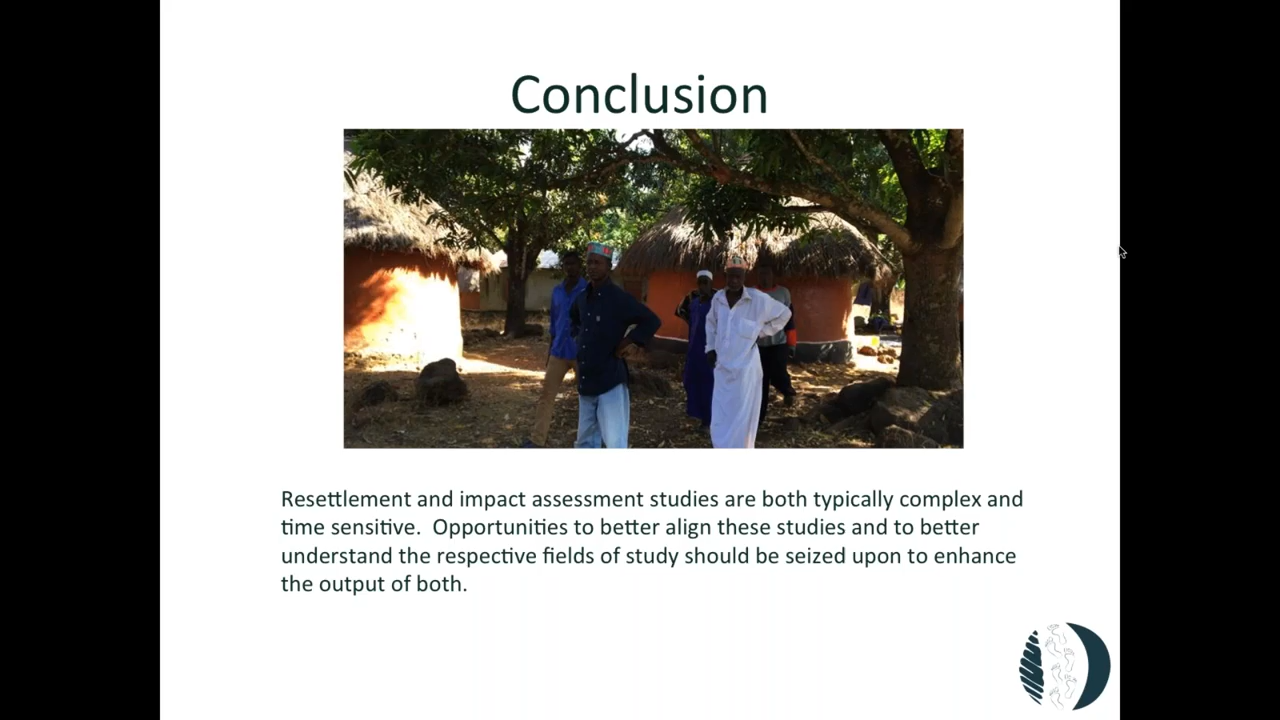 Conclusion
Resettlement and impact assessment studies are both typically complex and
time sensitive.  Opportunities to better align these studies and to better
understand the respective fields of study should be seized upon to enhance
the output of both.